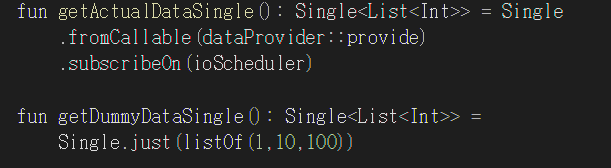 fun getActualDataSingle(): Single<List<Int>> = Single
    .fromCallable(dataProvider::provide)
    .subscribeOn(ioScheduler)
fun getDummyDataSingle(): Single<List<Int>> =
    Single.just(listOf(1,10,100))